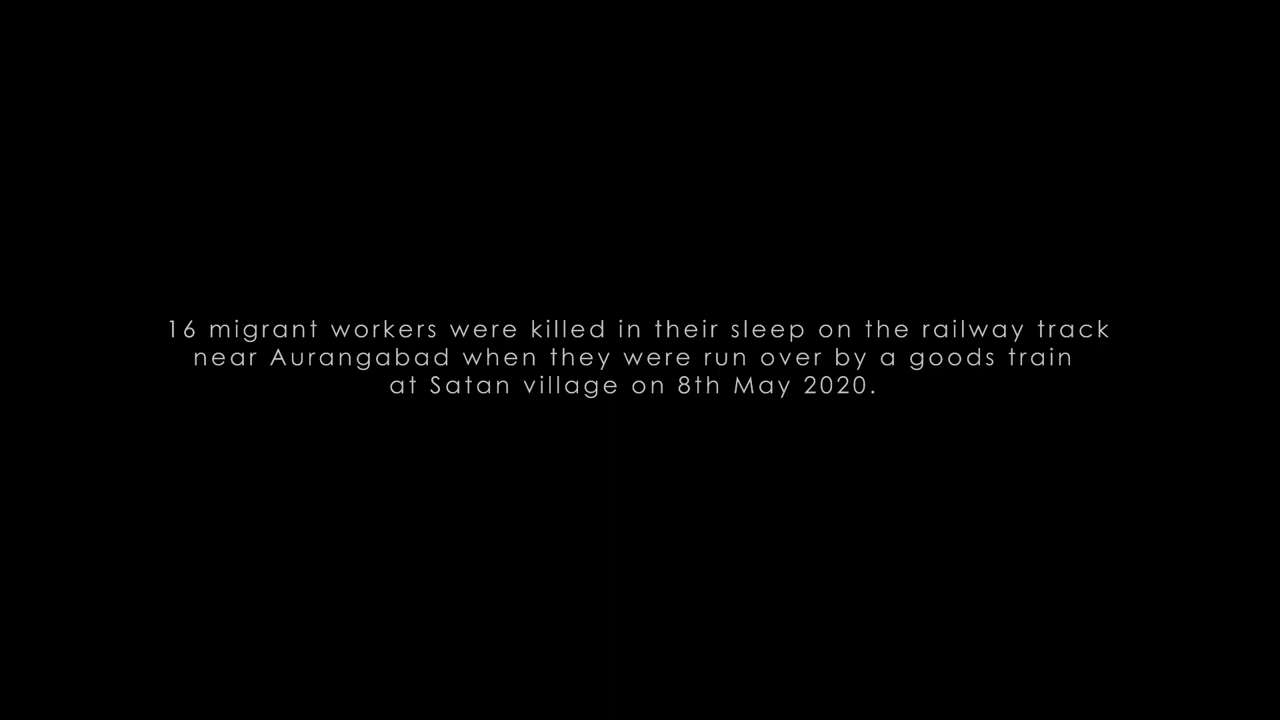 16 migrant workers were killed in their sleep on the railway track
near Aurangabad when they were run over by a goods train
at Satan village on 8th May 2020.